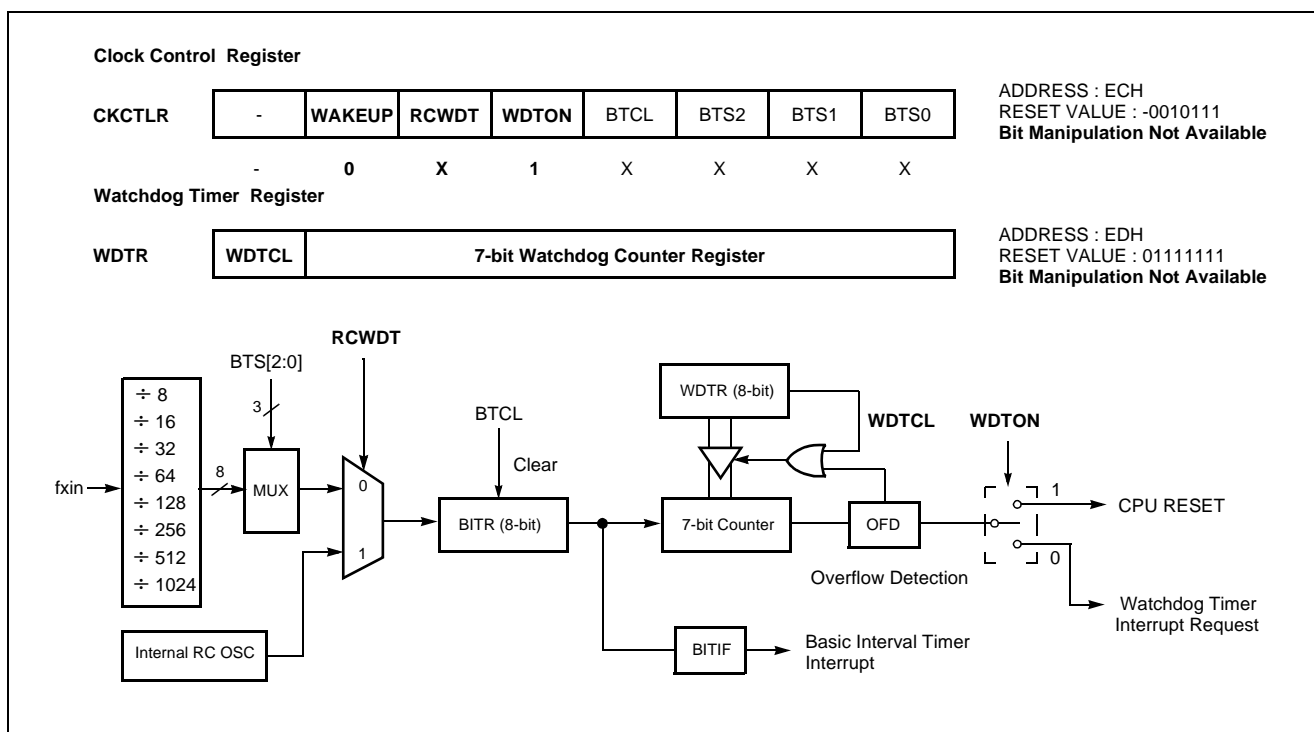 Clock Control Register
CKCTLR
- WAKEUP RCWDT WDTON BTCL BTS2 BTS1 BTS0
ADDRESS : ECH
RESET VALUE : -0010111
Bit Manipulation Not Available
- 0 X 1 X X X X
Watchdog Timer Register
WDTR
WDTCL 7-bit Watchdog Counter Register
ADDRESS : EDH
RESET VALUE : 01111111
Bit Manipulation Not Available
RCWDT
BTS[2:0]
÷ 8
÷ 16
÷ 32
÷ 64
÷ 128
÷ 256
÷ 512
÷ 1024
fxin
3
8
MUX
0
1
Internal RC OSC
BTCL
Clear
BITR (8-bit)
WDTR (8-bit)
WDTCL
WDTON
7-bit Counter
OFD
Overflow Detection
1
CPU RESET
0
Watchdog Timer
Interrupt Request
BITIF
Basic Interval Timer
Interrupt